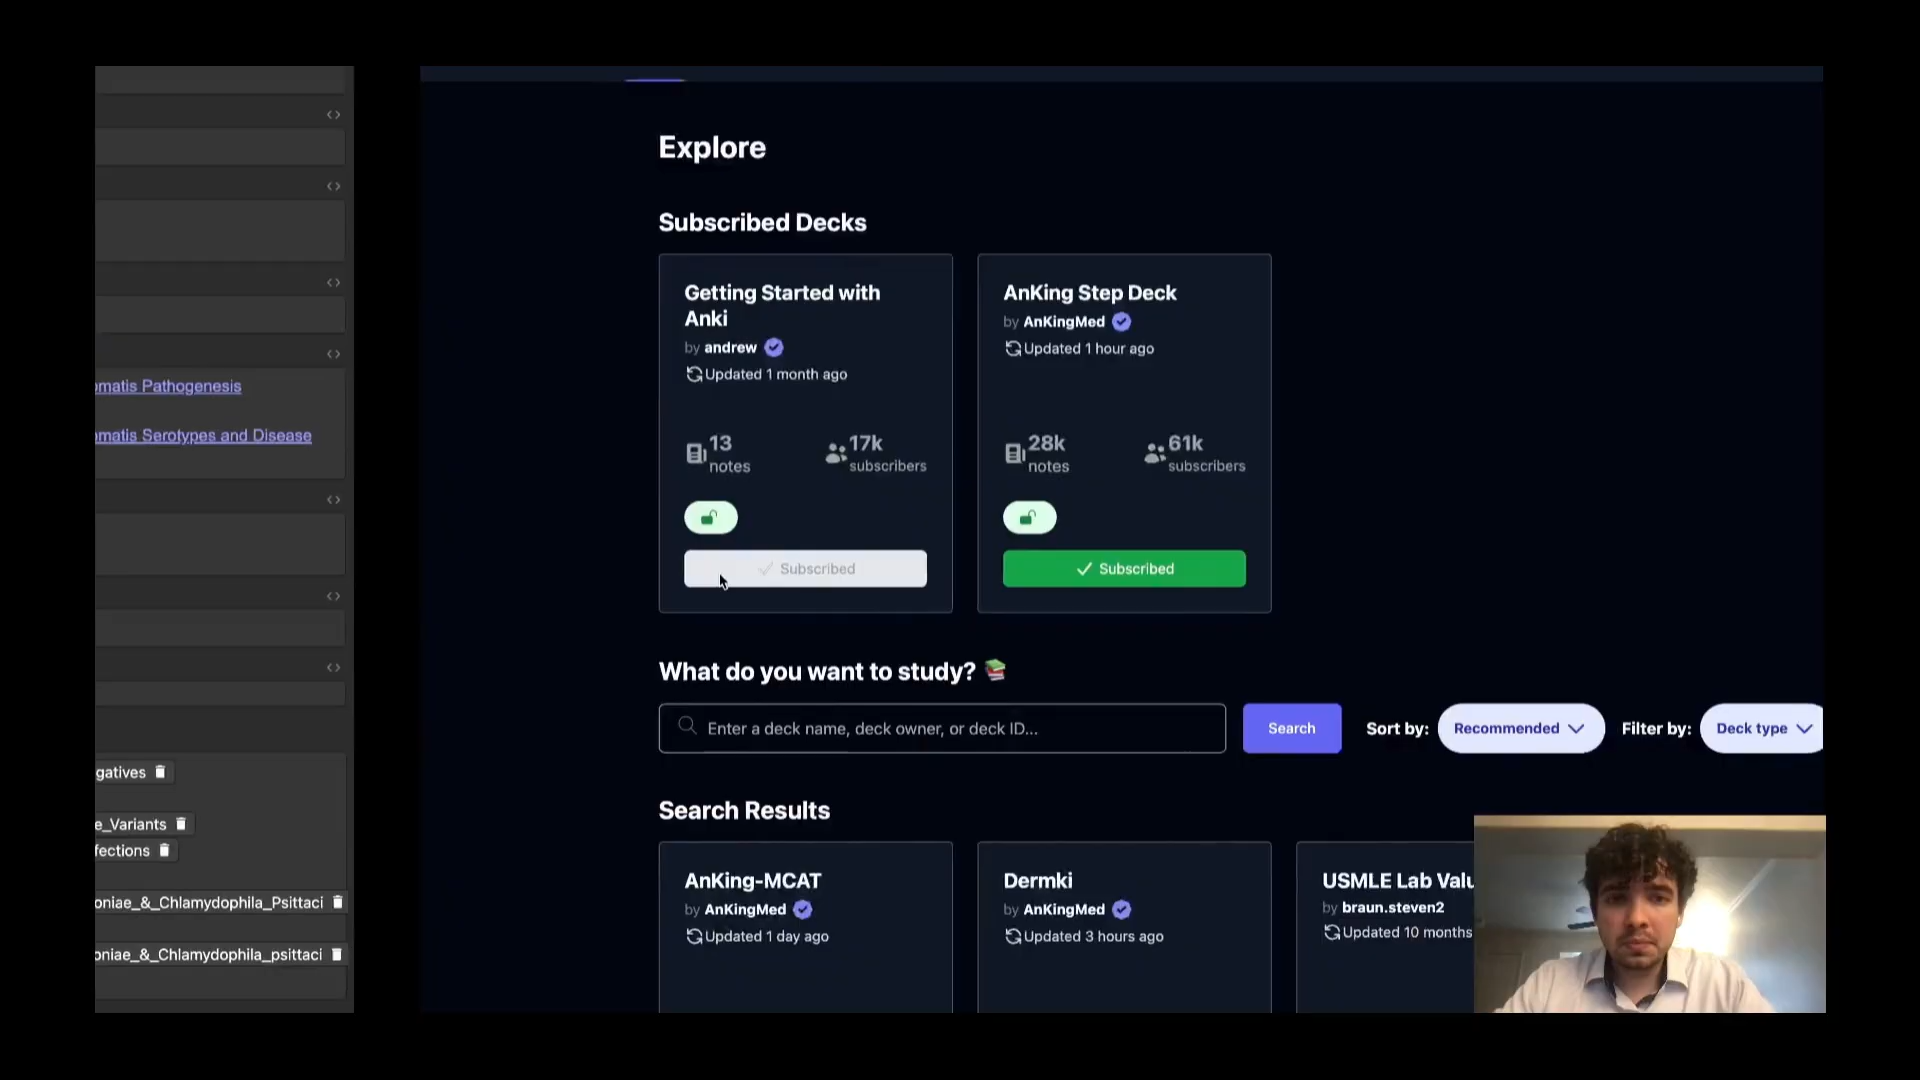 omatis Pathogenesis
omatis Serotypes and Disease
gatives
e_Variants
fections
oniae_&_Chlamydophila_Psittaci
oniae_&_Chlamydophila_psittaci
Explore
Subscribed Decks
Getting Started with
Anki
by andrew
Updated 1 month ago
13
notes
17k
subscribers
Subscribed
AnKing Step Deck
by AnKingMed
Updated 1 hour ago
28k
notes
61k
subscribers
Subscribed
What do you want to study?
Enter a deck name, deck owner, or deck ID...
Search
Sort by:
Recommended
Filter by:
Deck type
Search Results
AnKing-MCAT
by AnKingMed
Updated 1 day ago
Dermki
by AnKingMed
Updated 3 hours ago
USMLE Lab Valu
by braun.steven2
Updated 10 months